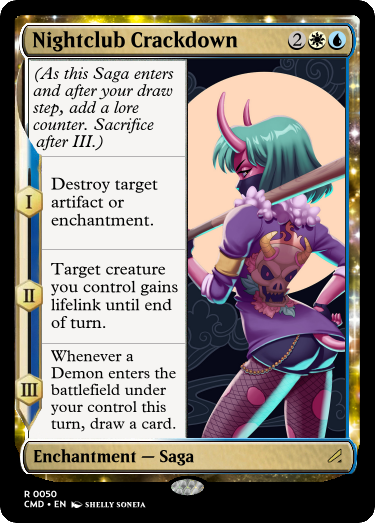 Nightclub Crackdown 2
(As this Saga enters
and after your draw
step, add a lore
counter. Sacrifice
after III.)
I
Destroy target
artifact or
enchantment.
II
Target creature
you control gains
lifelink until end
of turn.
III
Whenever a
Demon enters the
battlefield under
your control this
turn, draw a card.
Enchantment — Saga
R 0050
CMD • EN SHELLY SONEJA